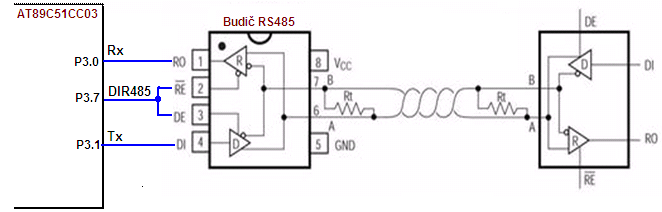 AT89C51CC03
Budič RS485
P3.0 Rx RO 1
P3.7 DIR485 RE 2
DE 3
P3.1 Tx DI 4
R
D
8 VCC
7 B
6 A
5 GND
Rt
Rt
DE
B
A
D DI
R RO
RE